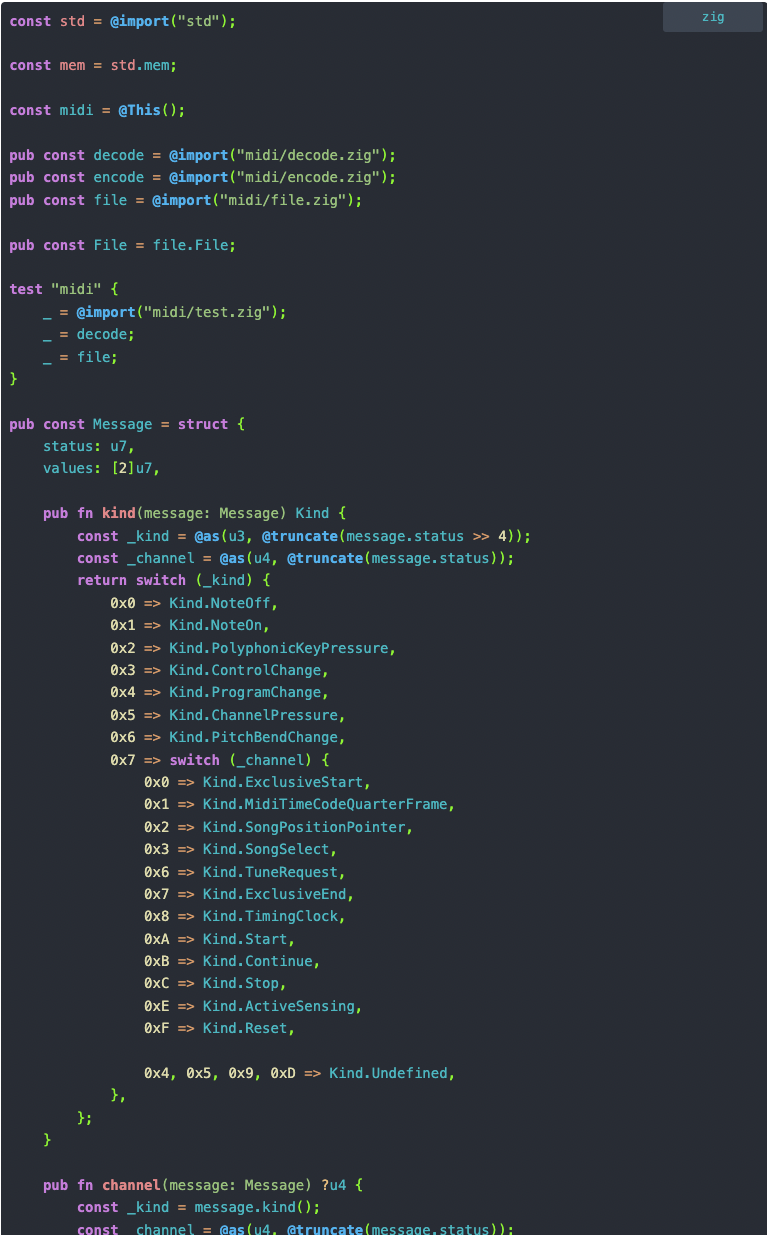 zig
const std = @import("std");

const mem = std.mem;

const midi = @This();

pub const decode = @import("midi/decode.zig");
pub const encode = @import("midi/encode.zig");
pub const file = @import("midi/file.zig");

pub const File = file.File;

test "midi" {
    _ = @import("midi/test.zig");
    _ = decode;
    _ = file;
}

pub const Message = struct {
    status: u7,
    values: [2]u7,

    pub fn kind(message: Message) Kind {
        const _kind = @as(u3, @truncate(message.status >> 4));
        const _channel = @as(u4, @truncate(message.status));
        return switch (_kind) {
            0x0 => Kind.NoteOff,
            0x1 => Kind.NoteOn,
            0x2 => Kind.PolyphonicKeyPressure,
            0x3 => Kind.ControlChange,
            0x4 => Kind.ProgramChange,
            0x5 => Kind.ChannelPressure,
            0x6 => Kind.PitchBendChange,
            0x7 => switch (_channel) {
                0x0 => Kind.ExclusiveStart,
                0x1 => Kind.MidiTimeCodeQuarterFrame,
                0x2 => Kind.SongPositionPointer,
                0x3 => Kind.SongSelect,
                0x6 => Kind.TuneRequest,
                0x7 => Kind.ExclusiveEnd,
                0x8 => Kind.TimingClock,
                0xA => Kind.Start,
                0xB => Kind.Continue,
                0xC => Kind.Stop,
                0xE => Kind.ActiveSensing,
                0xF => Kind.Reset,

                0x4, 0x5, 0x9, 0xD => Kind.Undefined,
            },
        };
    }

    pub fn channel(message: Message) ?u4 {
        const _kind = message.kind();
        const _channel = @as(u4, @truncate(message.status));